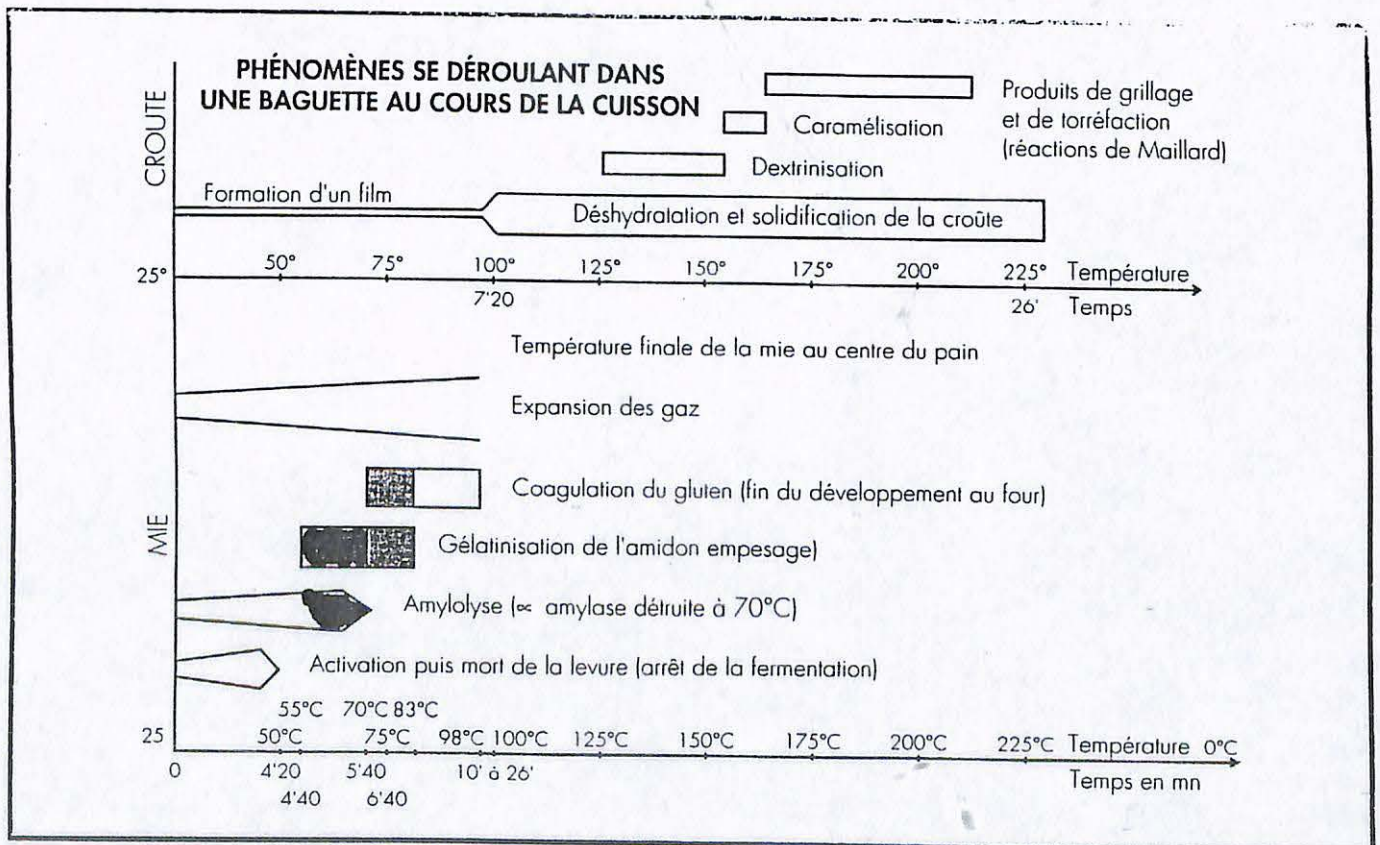 PHÉNOMÈNES SE DÉROULANT DANS
UNE BAGUETTE AU COURS DE LA CUISSON
CROUTE
Produits de grillage
et de torréfaction
(réactions de Maillard)
Caramélisation
Dextrinisation
Formation d'un film
Déshydratation et solidification de la croûte
25° 50° 75° 100° 125° 150° 175° 200° 225° Température
7'20 26' Temps
MIE
Température finale de la mie au centre du pain
Expansion des gaz
Coagulation du gluten (fin du développement au four)
Gélatinisation de l'amidon empesage)
Amylolyse (∝ amylase détruite à 70°C)
Activation puis mort de la levure (arrêt de la fermentation)
55°C 70°C 83°C
25 50°C 75°C 98°C 100°C 125°C 150°C 175°C 200°C 225°C Température 0°C
0 4'20 5'40 10' à 26' Temps en mn
4'40 6'40